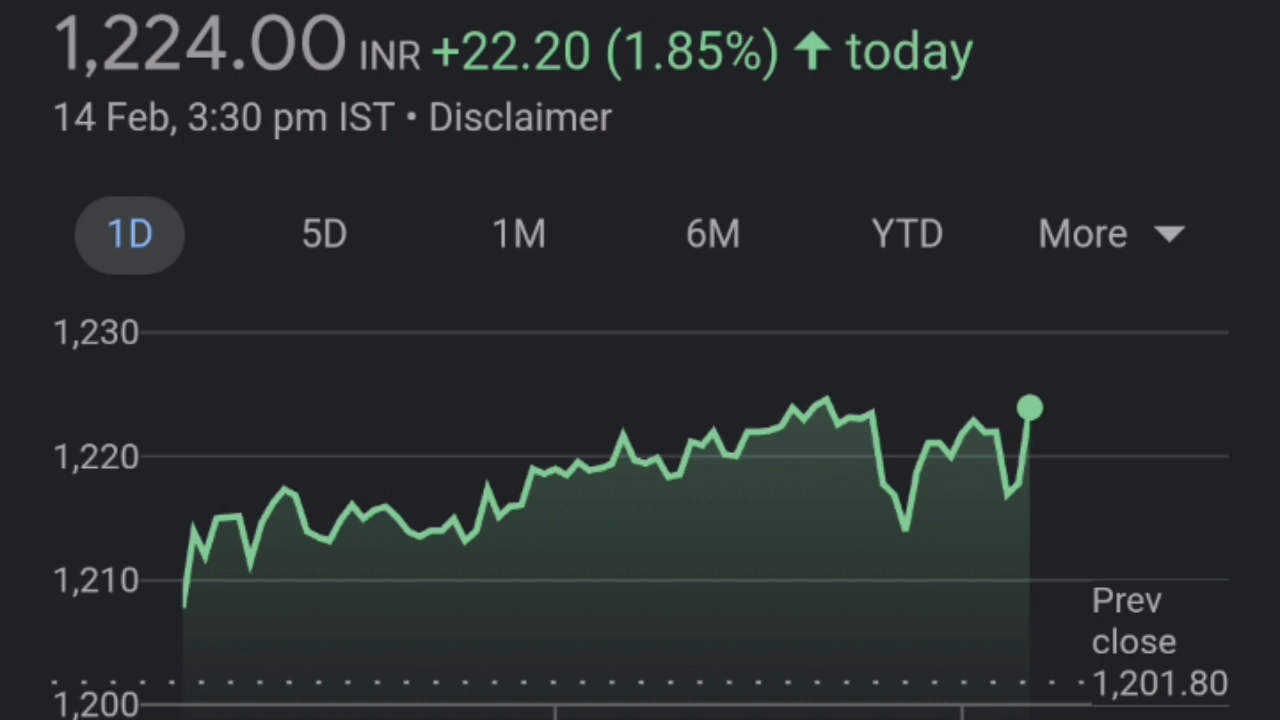 1,224.00 INR +22.20 (1.85%) ↑ today
14 Feb, 3:30 pm IST • Disclaimer
1D 5D 1M 6M YTD More
1,230
1,220
1,210
Prev
close
1,201.80
1,200